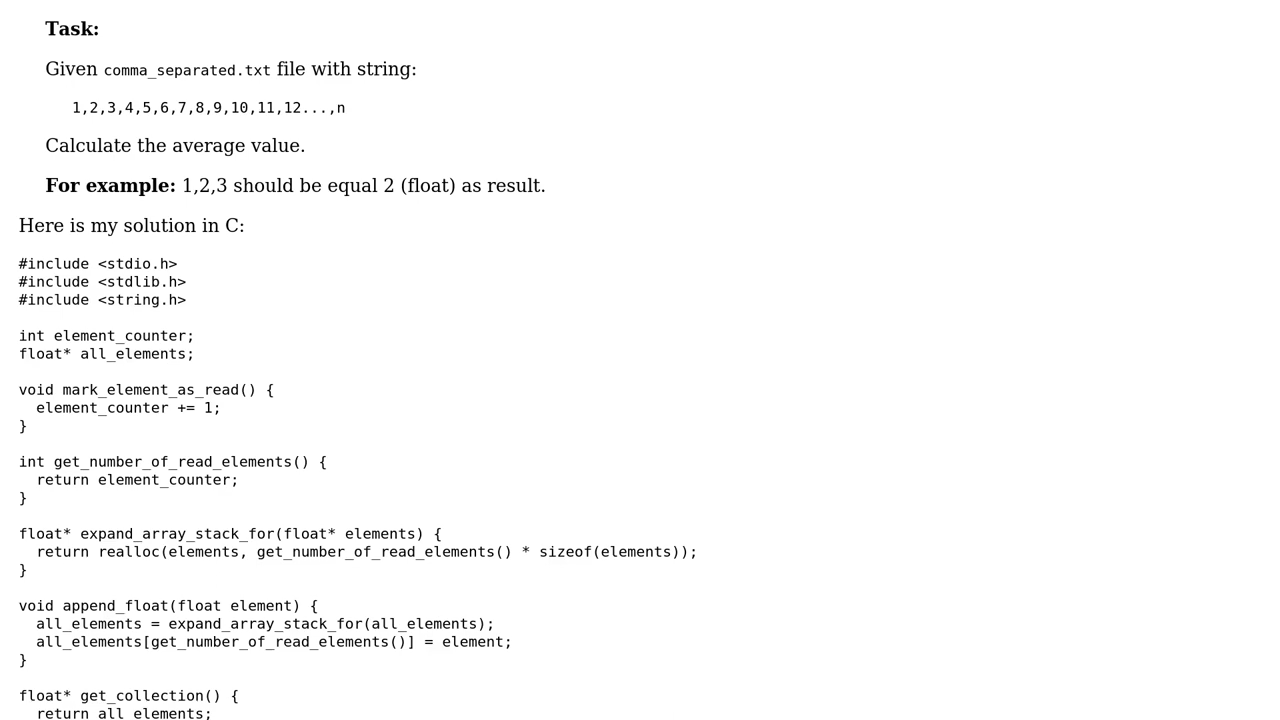 Task:
Given comma_separated.txt file with string:
1,2,3,4,5,6,7,8,9,10,11,12...,n
Calculate the average value.
For example: 1,2,3 should be equal 2 (float) as result.
Here is my solution in C:
#include <stdio.h>
#include <stdlib.h>
#include <string.h>
int element_counter;
float* all_elements;
void mark_element_as_read() {
  element_counter += 1;
}
int get_number_of_read_elements() {
  return element_counter;
}
float* expand_array_stack_for(float* elements) {
  return realloc(elements, get_number_of_read_elements() * sizeof(elements));
}
void append_float(float element) {
  all_elements = expand_array_stack_for(all_elements);
  all_elements[get_number_of_read_elements()] = element;
}
float* get_collection() {
  return all_elements;